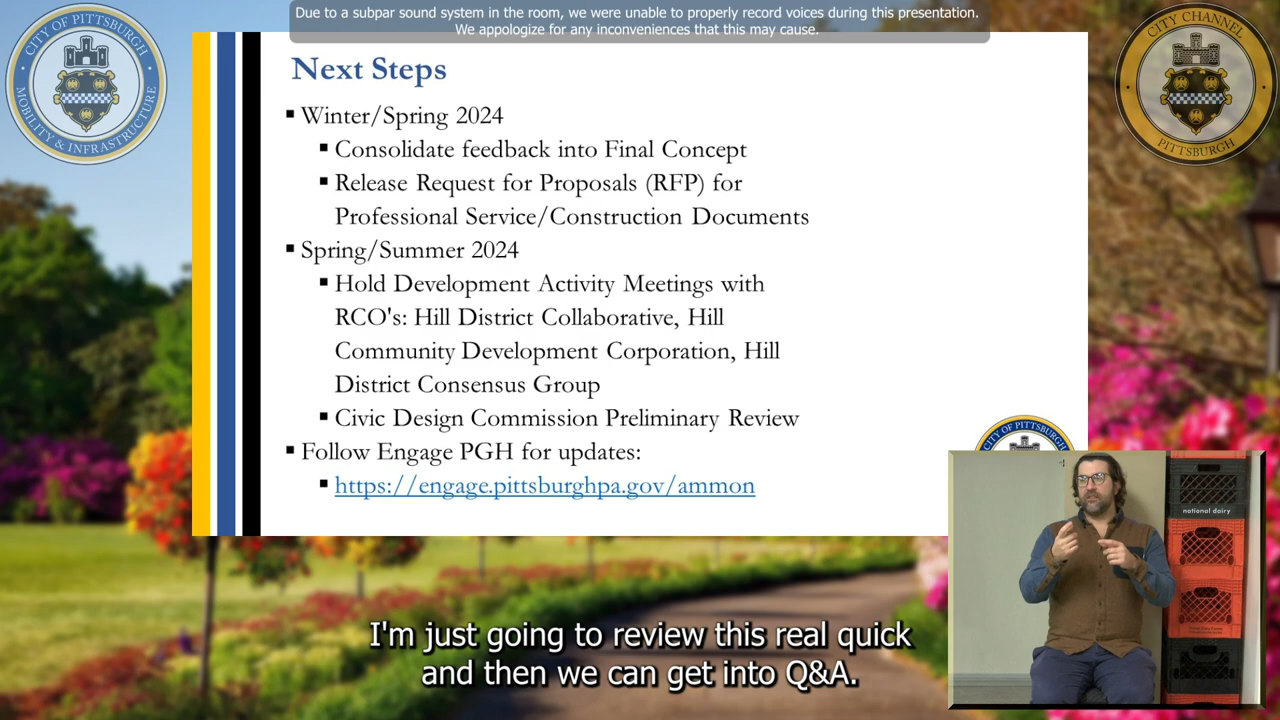 Due to a subpar sound system in the room, we were unable to properly record voices during this presentation.
We appologize for any inconveniences that this may cause.
CITY OF PITTSBURGH
MOBILITY & INFRASTRUCTURE
CITY CHANNEL
PITTSBURGH
Next Steps
▪ Winter/Spring 2024
▪ Consolidate feedback into Final Concept
▪ Release Request for Proposals (RFP) for
Professional Service/Construction Documents
▪ Spring/Summer 2024
▪ Hold Development Activity Meetings with
RCO's: Hill District Collaborative, Hill
Community Development Corporation, Hill
District Consensus Group
▪ Civic Design Commission Preliminary Review
▪ Follow Engage PGH for updates:
▪ https://engage.pittsburghpa.gov/ammon
CITY OF PITTSBURGH
national dairy
I'm just going to review this real quick
and then we can get into Q&A.